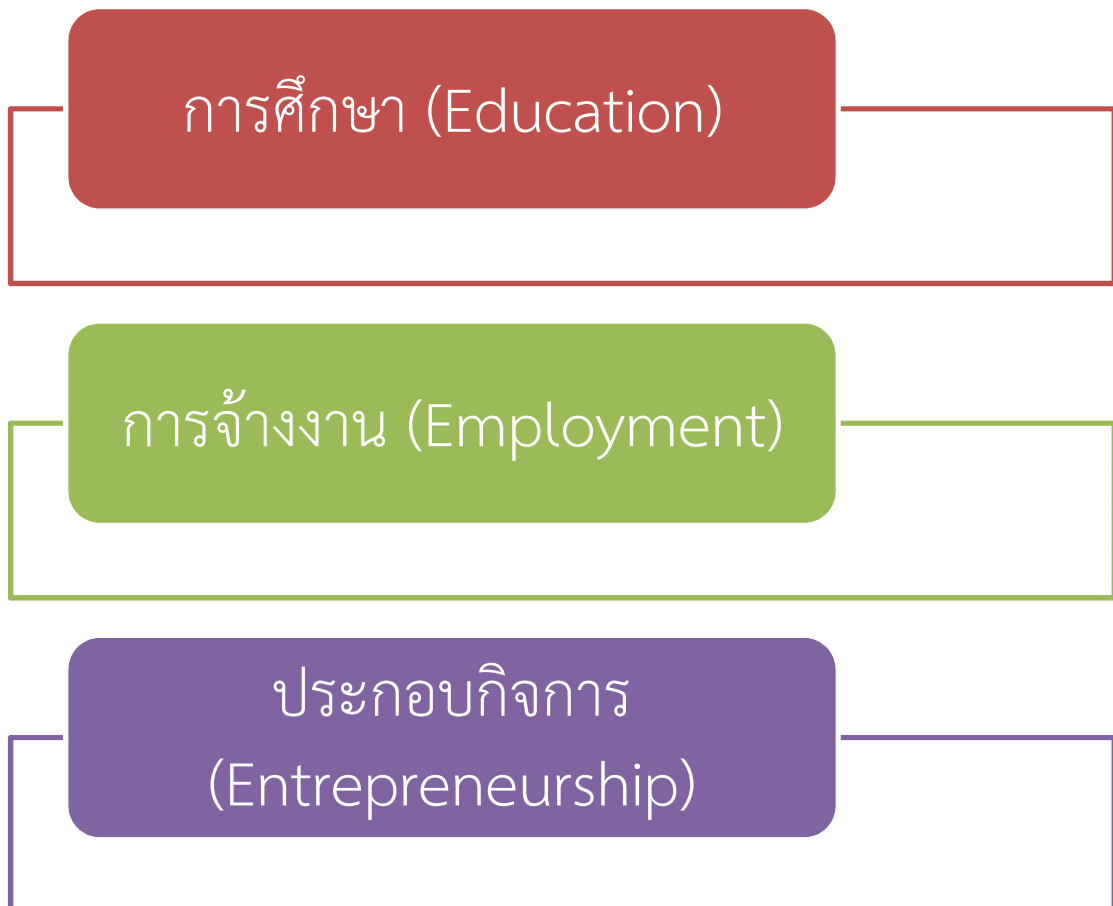 การศึกษา (Education)
การจ้างงาน (Employment)
ประกอบกิจการ
(Entrepreneurship)